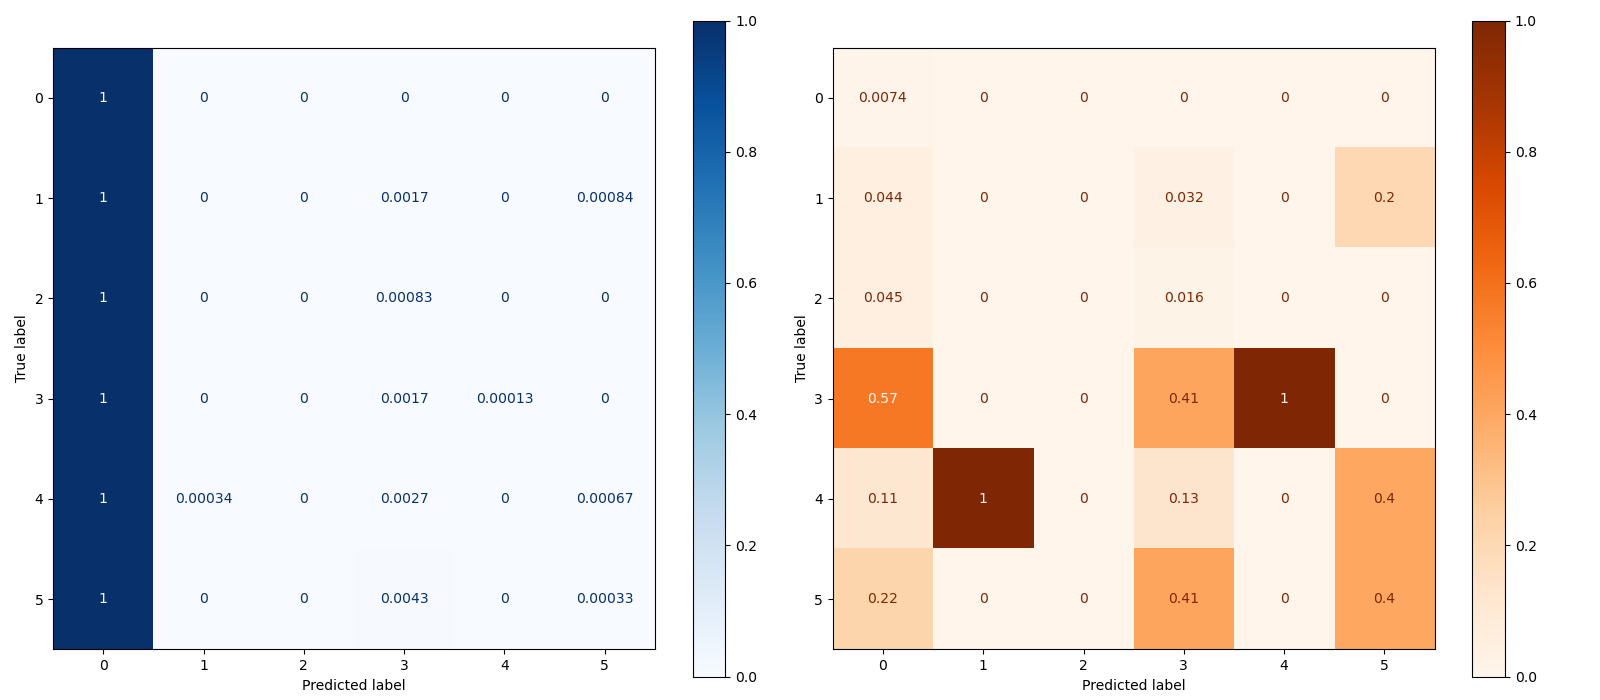 1.0
0 1 0 0 0 0 0
0.8
1 1 0 0 0.0017 0 0.00084
0.6
2 1 0 0 0.00083 0 0
True label
3 1 0 0 0.0017 0.00013 0
0.4
4 1 0.00034 0 0.0027 0 0.00067
0.2
5 1 0 0 0.0043 0 0.00033
0 1 2 3 4 5
0.0
Predicted label
1.0
0 0.0074 0 0 0 0 0
0.8
1 0.044 0 0 0.032 0 0.2
0.6
2 0.045 0 0 0.016 0 0
True label
3 0.57 0 0 0.41 1 0
0.4
4 0.11 1 0 0.13 0 0.4
0.2
5 0.22 0 0 0.41 0 0.4
0 1 2 3 4 5
0.0
Predicted label